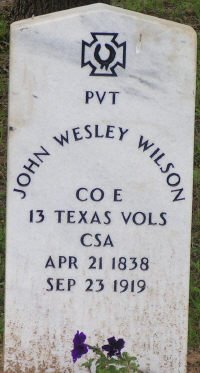 PVT
JOHN WESLEY WILSON
CO E
13 TEXAS VOLS
CSA
APR 21 1838
SEP 23 1919